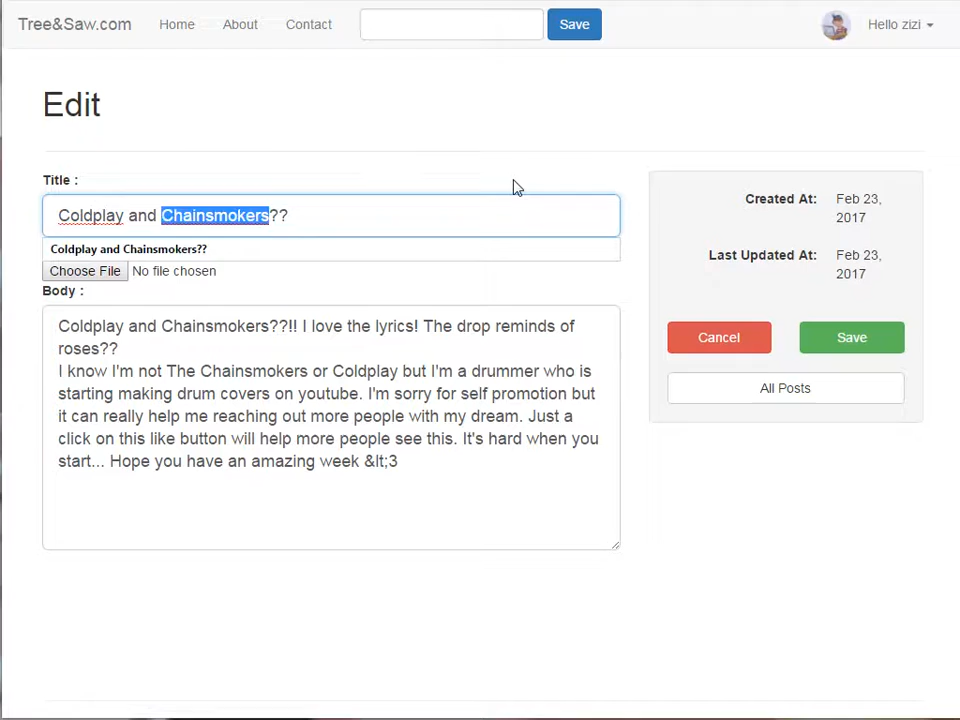 Tree&Saw.com Home About Contact Save Hello zizi
Edit
Title :
Coldplay and Chainsmokers??
Coldplay and Chainsmokers??
Choose File No file chosen
Body :
Coldplay and Chainsmokers??!! I love the lyrics! The drop reminds of
roses??
I know I'm not The Chainsmokers or Coldplay but I'm a drummer who is
starting making drum covers on youtube. I'm sorry for self promotion but
it can really help me reaching out more people with my dream. Just a
click on this like button will help more people see this. It's hard when you
start... Hope you have an amazing week &lt;3
Created At: Feb 23,
2017
Last Updated At: Feb 23,
2017
Cancel Save
All Posts